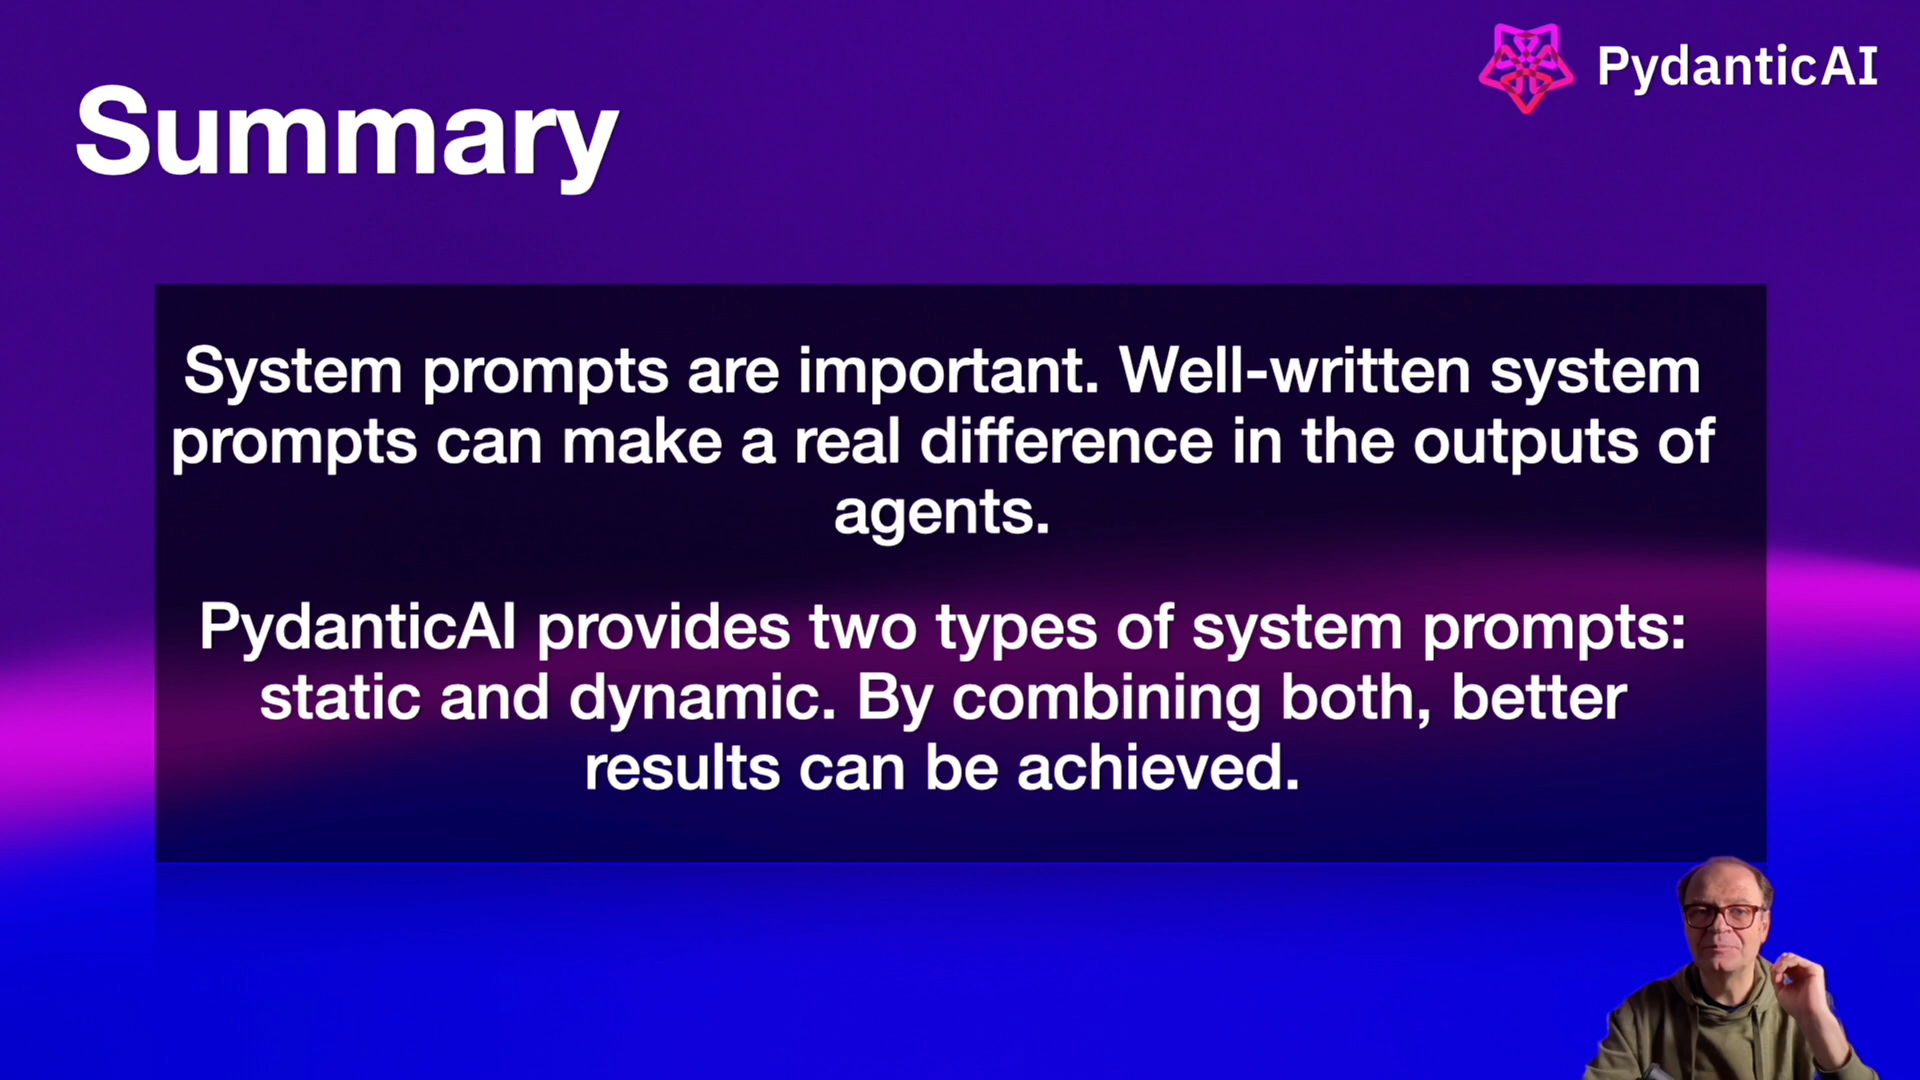 PydanticAI
Summary
System prompts are important. Well-written system
prompts can make a real difference in the outputs of
agents.
PydanticAI provides two types of system prompts:
static and dynamic. By combining both, better
results can be achieved.